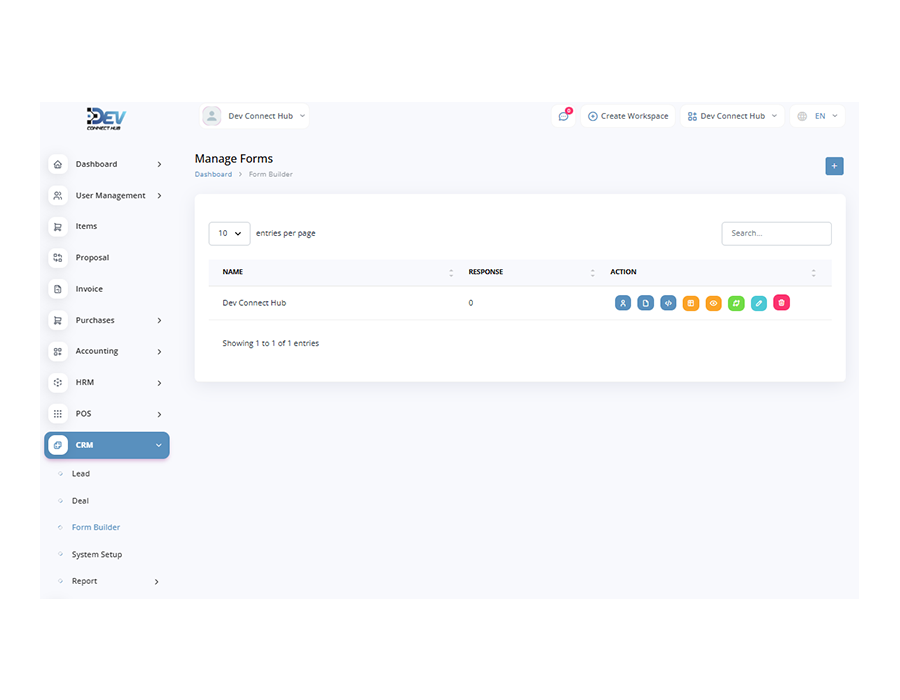 DEV
CONNECT HUB
Dev Connect Hub
0
Create Workspace
Dev Connect Hub
EN
Dashboard
User Management
Items
Proposal
Invoice
Purchases
Accounting
HRM
POS
CRM
Lead
Deal
Form Builder
System Setup
Report
Manage Forms
Dashboard > Form Builder
+
10 entries per page
Search...
NAME RESPONSE ACTION
Dev Connect Hub 0
Showing 1 to 1 of 1 entries